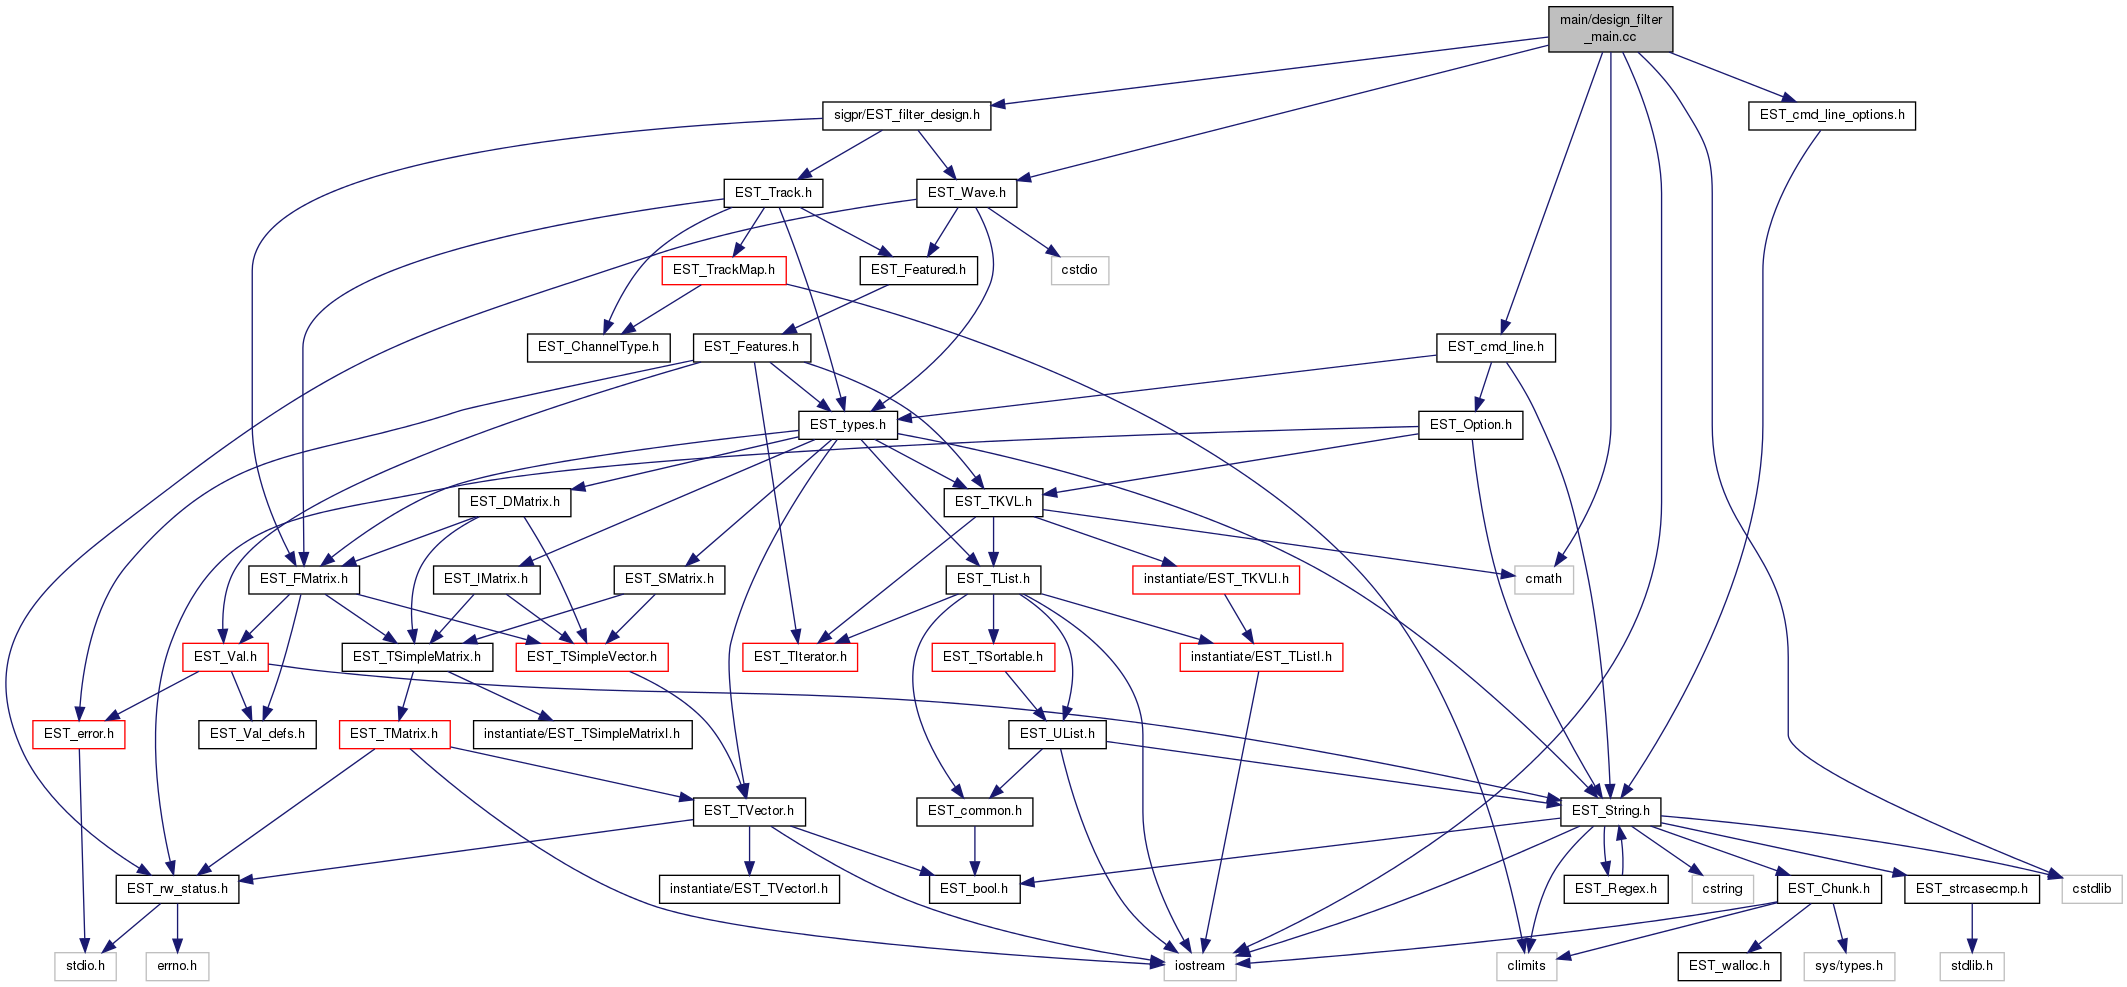 main/design_filter
_main.cc
sigpr/EST_filter_design.h
EST_cmd_line_options.h
EST_Track.h
EST_Wave.h
EST_TrackMap.h
EST_Featured.h
cstdio
EST_ChannelType.h
EST_Features.h
EST_cmd_line.h
EST_types.h
EST_Option.h
EST_DMatrix.h
EST_TKVL.h
EST_FMatrix.h
EST_IMatrix.h
EST_SMatrix.h
EST_TList.h
instantiate/EST_TKVLI.h
cmath
EST_Val.h
EST_TSimpleMatrix.h
EST_TSimpleVector.h
EST_TIterator.h
EST_TSortable.h
instantiate/EST_TListI.h
EST_error.h
EST_Val_defs.h
EST_TMatrix.h
instantiate/EST_TSimpleMatrixI.h
EST_UList.h
EST_TVector.h
EST_common.h
EST_String.h
EST_rw_status.h
instantiate/EST_TVectorI.h
EST_bool.h
EST_Regex.h
cstring
EST_Chunk.h
EST_strcasecmp.h
cstdlib
stdio.h
errno.h
iostream
climits
EST_walloc.h
sys/types.h
stdlib.h